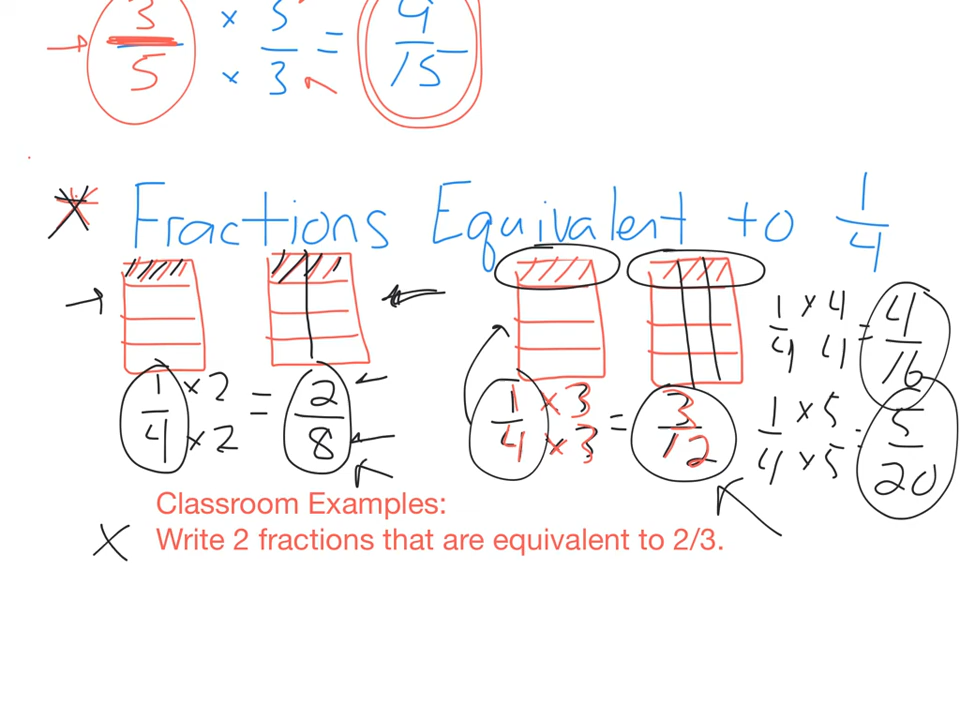 3/5 × 3/3 = 9/15
Fractions Equivalent to 1/4
1/4 ×2 ×2 = 2/8
1/4 ×3 ×3 = 3/12
1/4 × 4 4 = 4/16
1/4 × 5 × 5 = 5/20
Classroom Examples:
Write 2 fractions that are equivalent to 2/3.